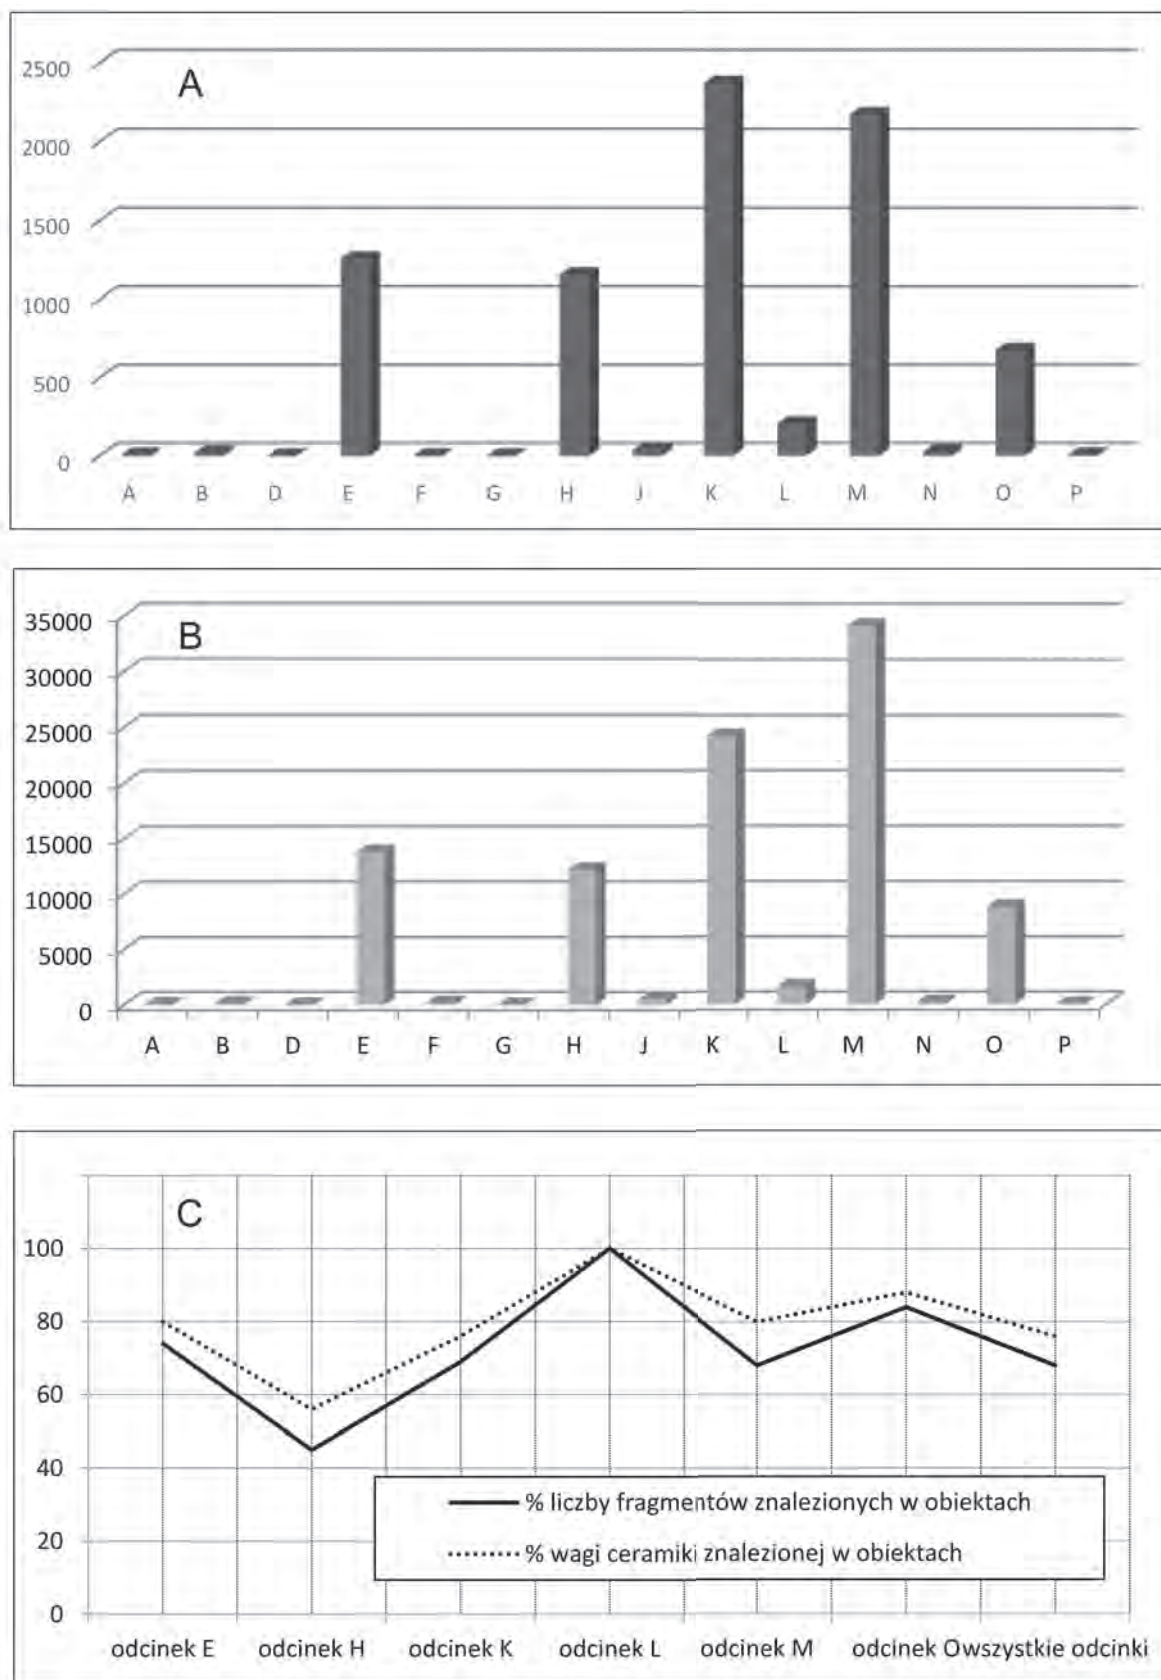 A
2500
2000
1500
1000
500
0
A B D E F G H J K L M N O P
B
35000
30000
25000
20000
15000
10000
5000
0
A B D E F G H J K L M N O P
C
100
80
60
40
20
0
% liczby fragmentów znalezionych w obiektach
% wagi ceramiki znalezionej w obiektach
odcinek E odcinek H odcinek K odcinek L odcinek M odcinek O wszystkie odcinki